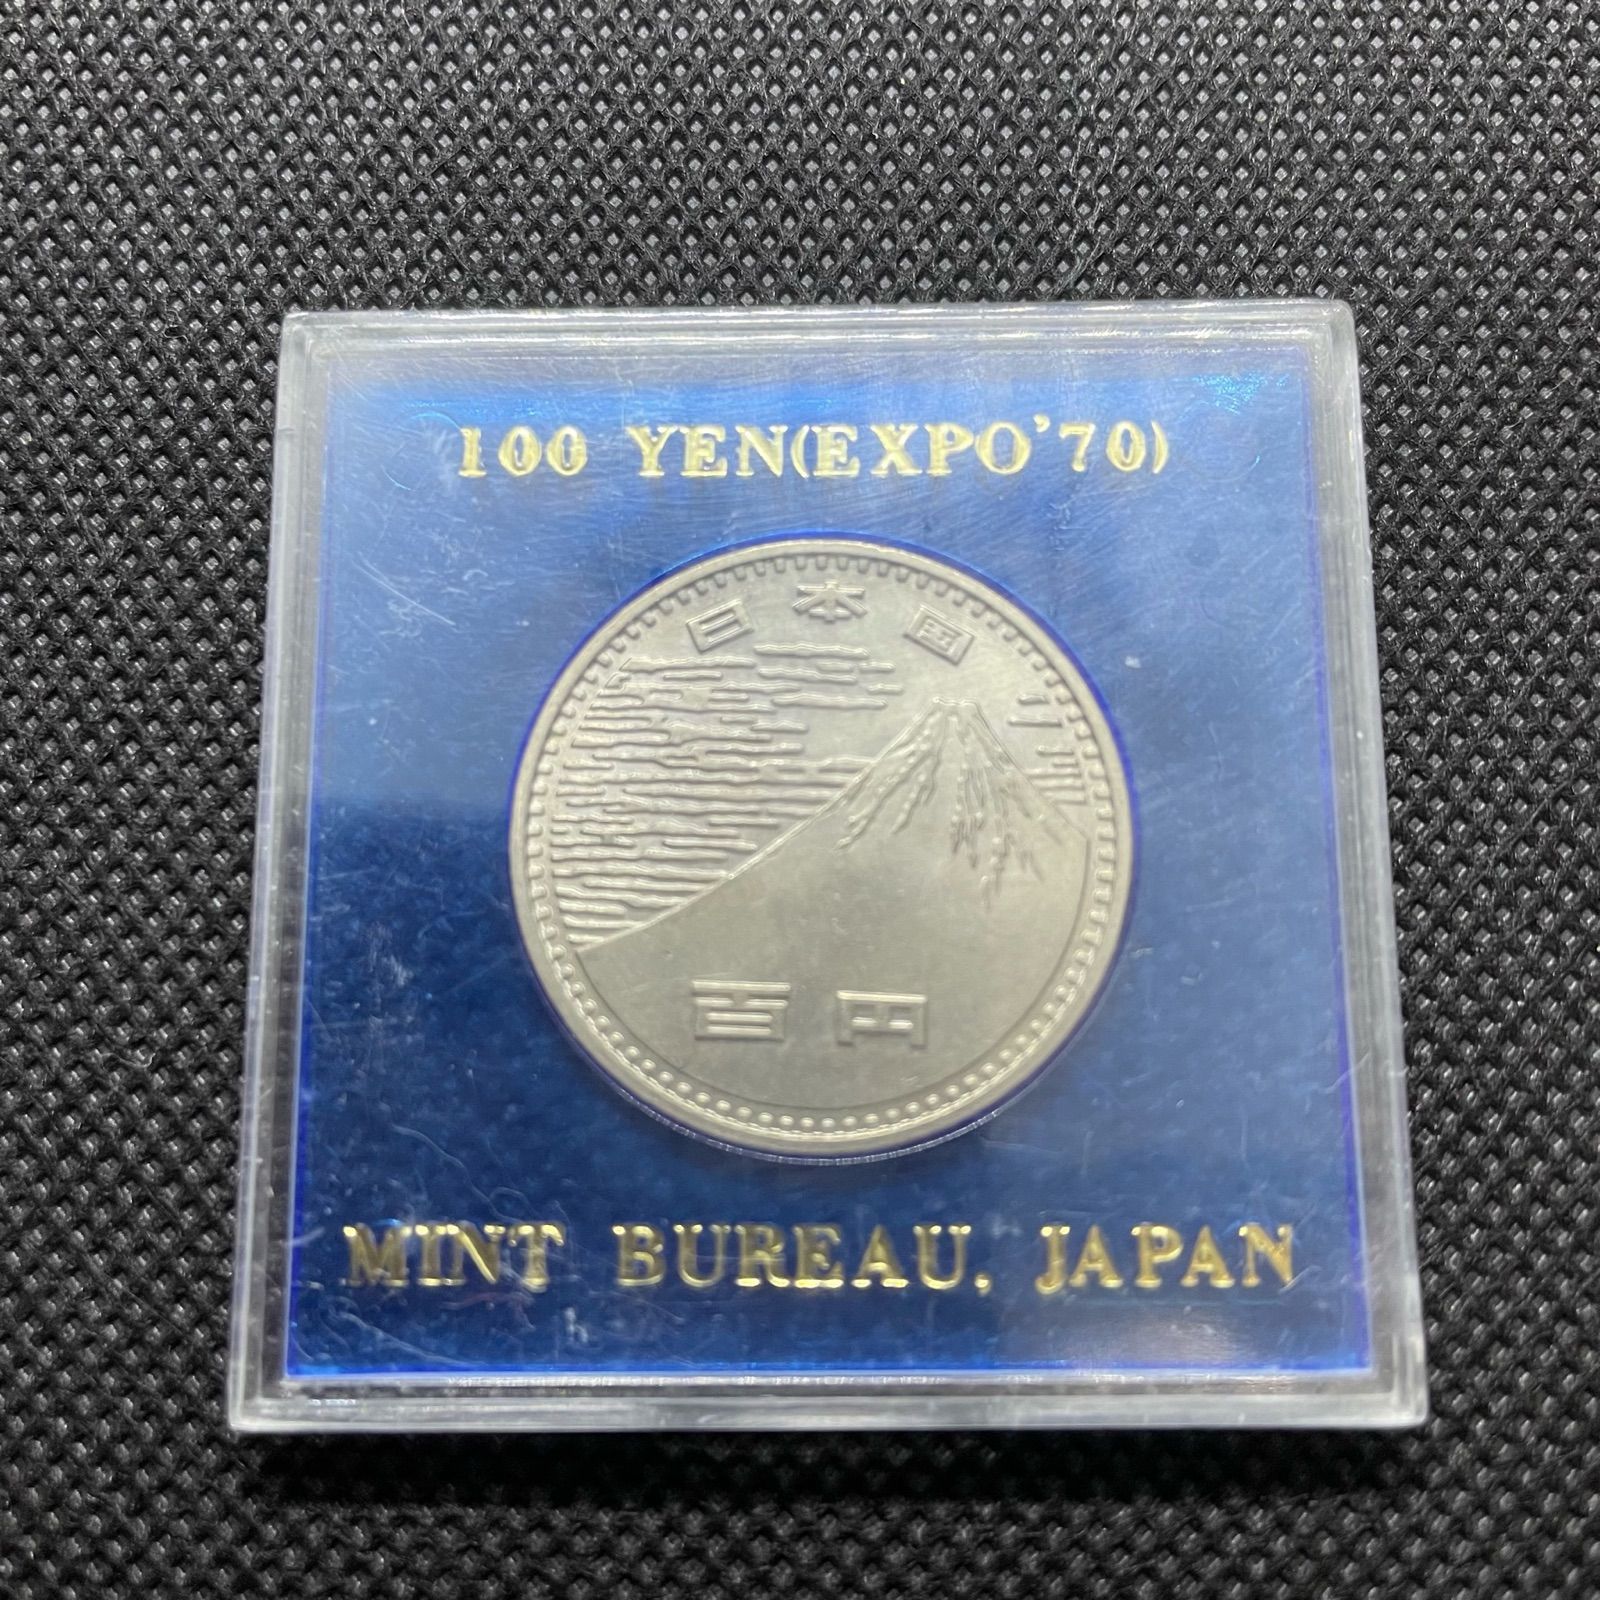 100 YEN(EXPO'70)
日本国
百円
MINT BUREAU, JAPAN